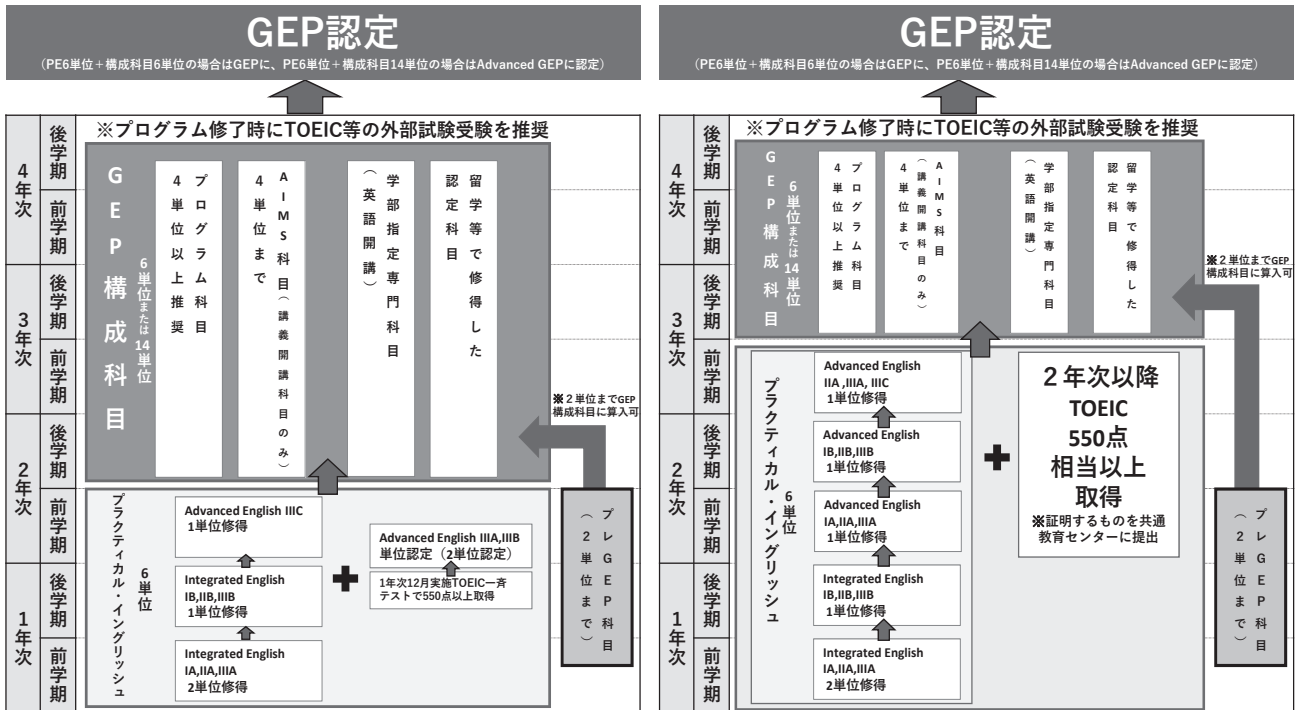 GEP認定
(PE6単位+構成科目6単位の場合はGEPに、PE6単位+構成科目14単位の場合はAdvanced GEPに認定)
※プログラム修了時にTOEIC等の外部試験受験を推奨
4年次
後学期
前学期
3年次
後学期
前学期
2年次
後学期
前学期
1年次
後学期
前学期
GEP構成科目
6単位または14単位
プログラム科目
4単位以上推奨
AIMS科目(講義開講科目のみ)
4単位まで
学部指定専門科目
(英語開講)
留学等で修得した
認定科目
※2単位までGEP
構成科目に算入可
プレGEP科目
(2単位まで)
プラクティカル・イングリッシュ
6単位
Advanced English IIIC
1単位修得
Integrated English
IB,IIB,IIIB
1単位修得
Integrated English
IA,IIA,IIIA
2単位修得
+
Advanced English IIIA,IIIB
単位認定(2単位認定)
1年次12月実施TOEIC一斉
テストで550点以上取得
GEP認定
(PE6単位+構成科目6単位の場合はGEPに、PE6単位+構成科目14単位の場合はAdvanced GEPに認定)
※プログラム修了時にTOEIC等の外部試験受験を推奨
4年次
後学期
前学期
3年次
後学期
前学期
2年次
後学期
前学期
1年次
後学期
前学期
GEP構成科目
6単位または14単位
プログラム科目
4単位以上推奨
AIMS科目
(講義開講科目のみ)
4単位まで
学部指定専門科目
(英語開講)
留学等で修得した
認定科目
※2単位までGEP
構成科目に算入可
プレGEP科目
(2単位まで)
プラクティカル・イングリッシュ
6単位
Advanced English
IIA ,IIIA, IIIC
1単位修得
Advanced English
IB,IIB,IIIB
1単位修得
Advanced English
IA,IIA,IIIA
1単位修得
Integrated English
IB,IIB,IIIB
1単位修得
Integrated English
IA,IIA,IIIA
2単位修得
+
2年次以降
TOEIC
550点
相当以上
取得
※証明するものを共通
教育センターに提出